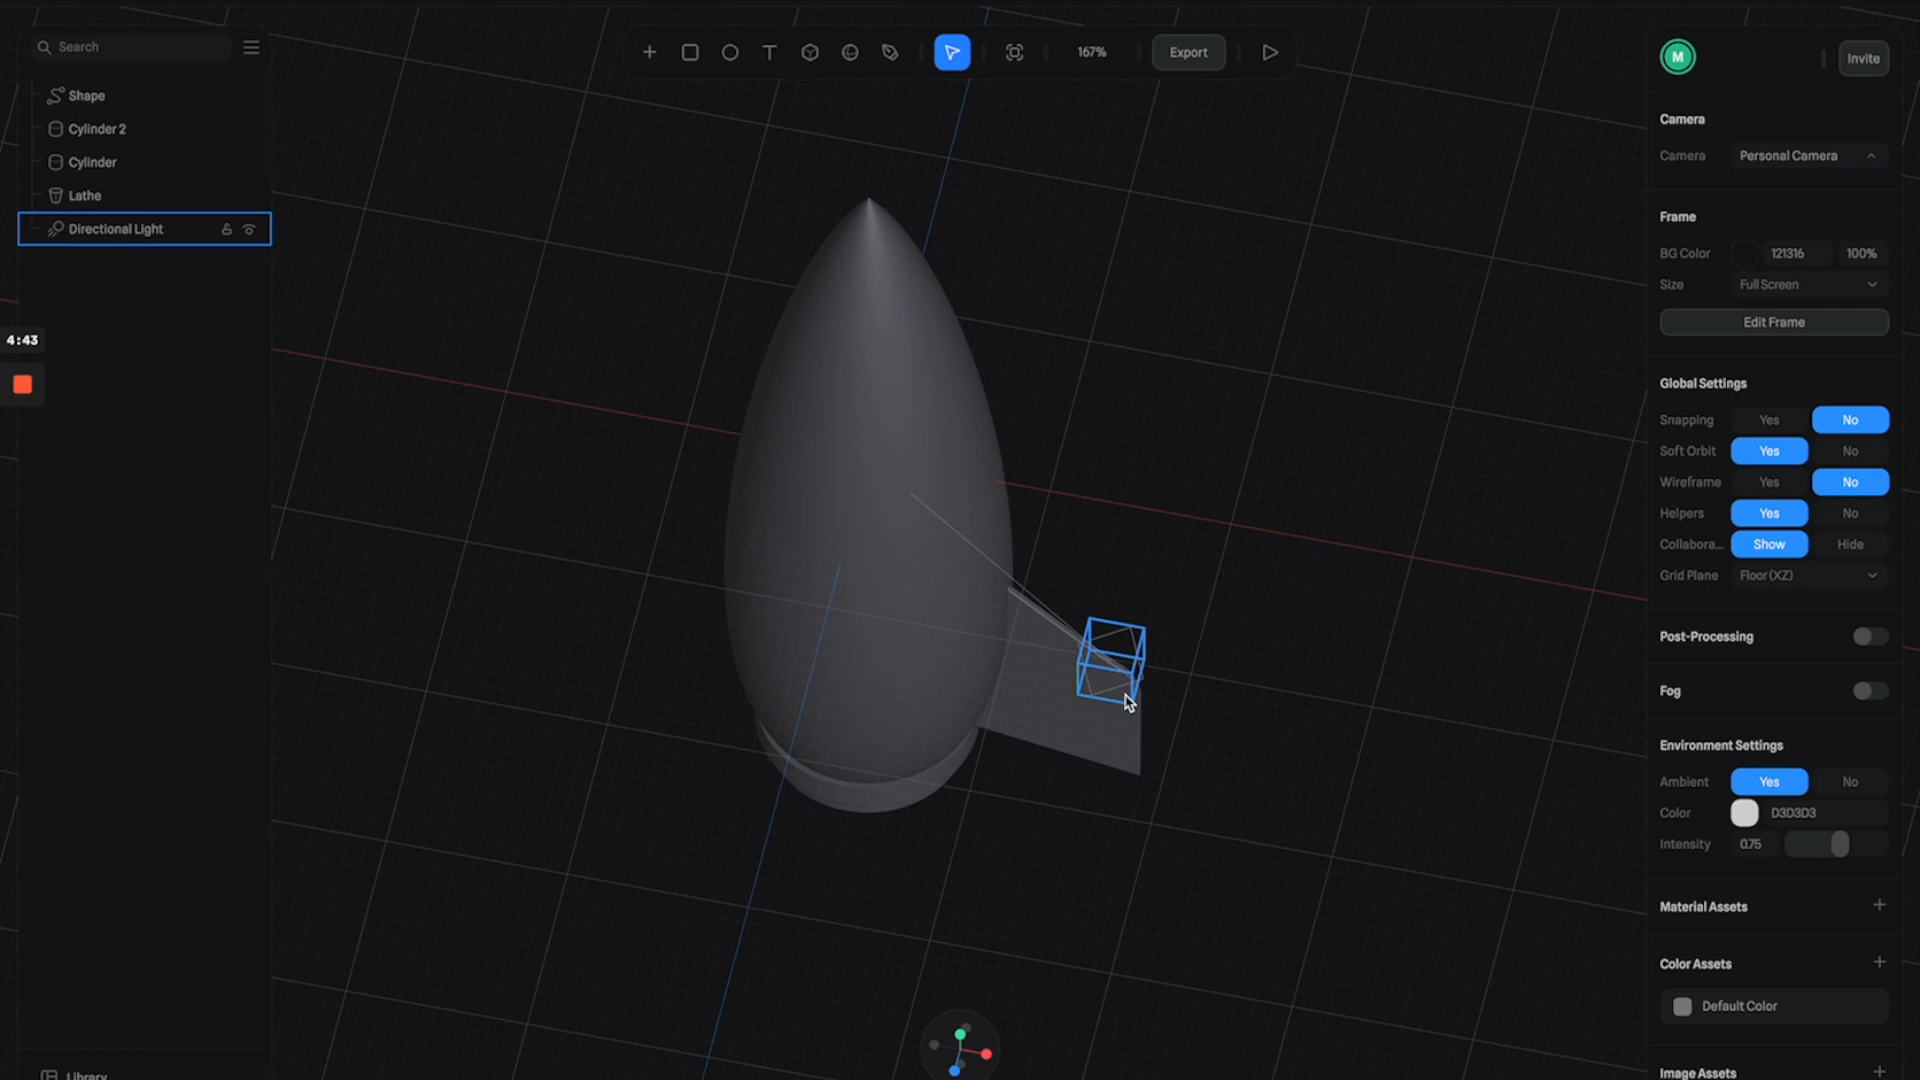 Search
Shape
Cylinder 2
Cylinder
Lathe
Directional Light
4:43
Library
T
167%
Export
M
Invite
Camera
Camera Personal Camera
Frame
BG Color 121316 100%
Size Full Screen
Edit Frame
Global Settings
Snapping Yes No
Soft Orbit Yes No
Wireframe Yes No
Helpers Yes No
Collabora... Show Hide
Grid Plane Floor (XZ)
Post-Processing
Fog
Environment Settings
Ambient Yes No
Color D3D3D3
Intensity 0.75
Material Assets
Color Assets
Default Color
Image Assets